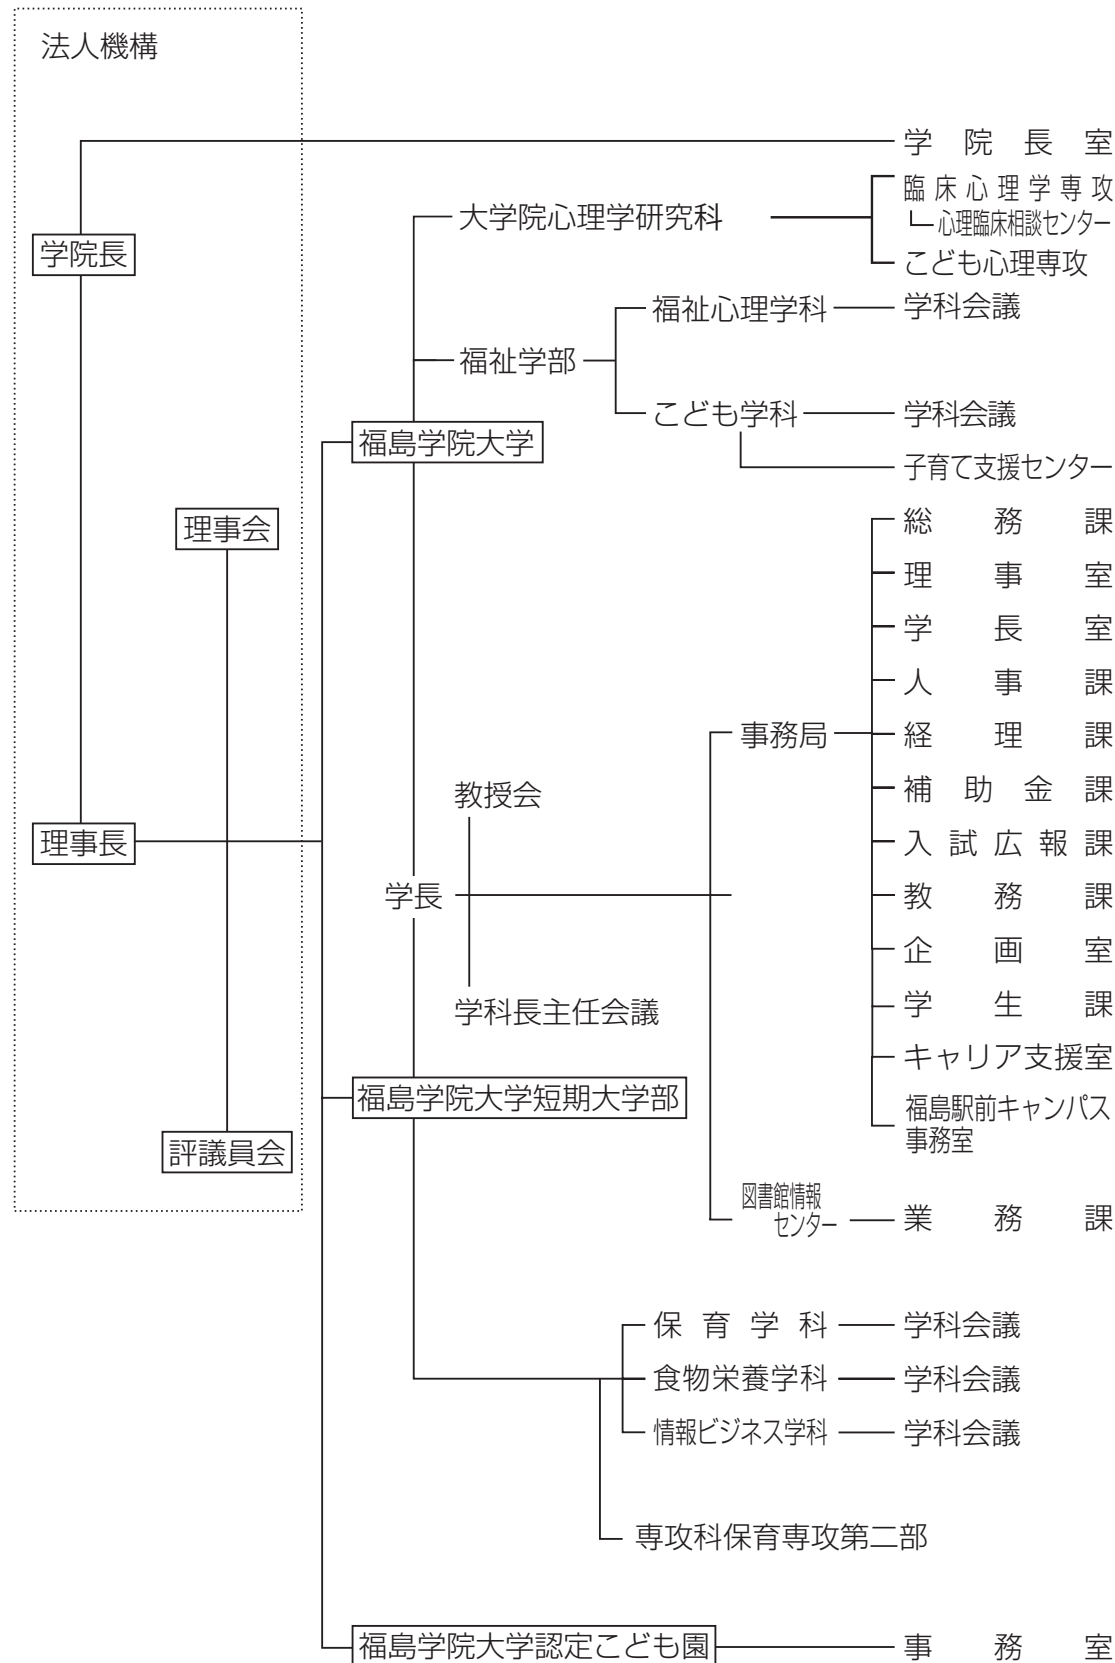 法人機構
学院長室
学院長
大学院心理学研究科
臨床心理学専攻
心理臨床相談センター
こども心理専攻
福祉学部
福祉心理学科
学科会議
こども学科
学科会議
子育て支援センター
福島学院大学
理事会
理事長
評議員会
教授会
学長
学科長主任会議
事務局
総務課
理事室
学長室
人事課
経理課
補助金課
入試広報課
教務課
企画室
学生課
キャリア支援室
福島駅前キャンパス
事務室
図書館情報
センター
業務課
福島学院大学短期大学部
保育学科
学科会議
食物栄養学科
学科会議
情報ビジネス学科
学科会議
専攻科保育専攻第二部
福島学院大学認定こども園
事務室